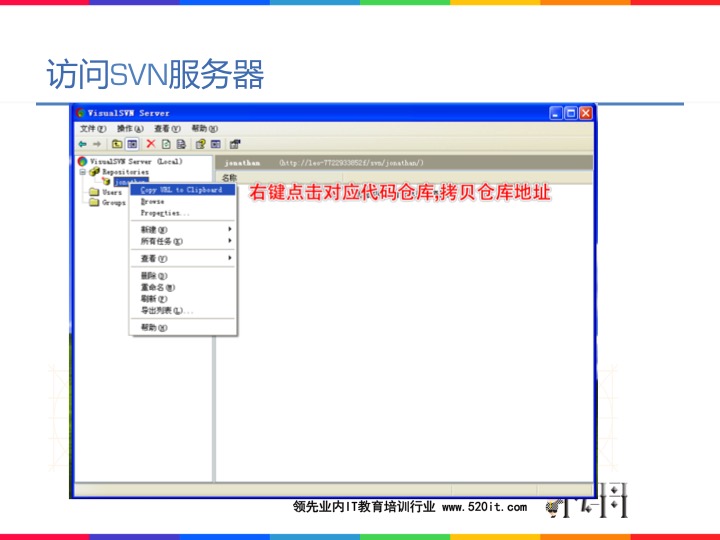 访问SVN服务器
VisualSVN Server
文件(F) 操作(A) 查看(V) 帮助(H)
VisualSVN Server (Local)
Repositories
jonathan
Users
Groups
jonathan (http://lev-7722933852f/svn/jonathan/)
名称
右键点击对应代码仓库,拷贝仓库地址
Copy URL to Clipboard
Browse
Properties...
新建(N)
所有任务(K)
查看(V)
删除(D)
重命名(M)
刷新(F)
导出列表(L)...
帮助(H)
领先业内IT教育培训行业 www.520it.com